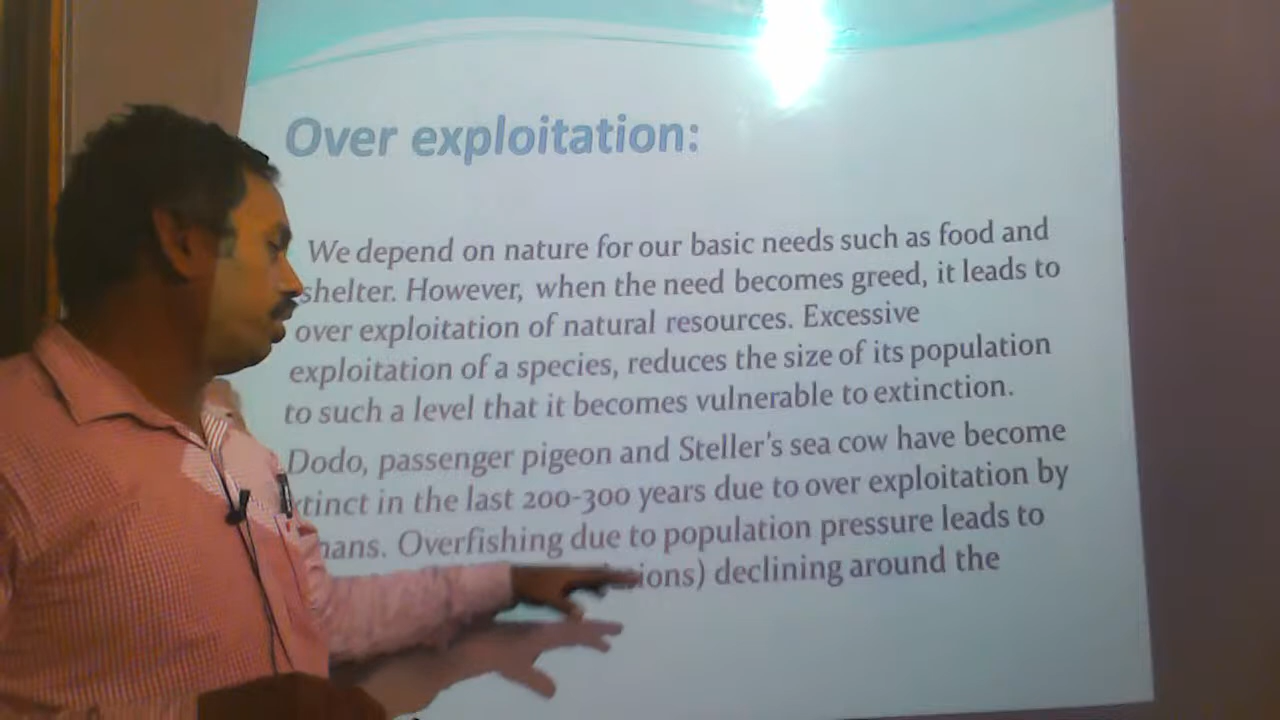 Over exploitation:
We depend on nature for our basic needs such as food and
shelter. However, when the need becomes greed, it leads to
over exploitation of natural resources. Excessive
exploitation of a species, reduces the size of its population
to such a level that it becomes vulnerable to extinction.
Dodo, passenger pigeon and Steller's sea cow have become
in the last 200-300 years due to over exploitation by
Overfishing due to population pressure leads to
declining around the